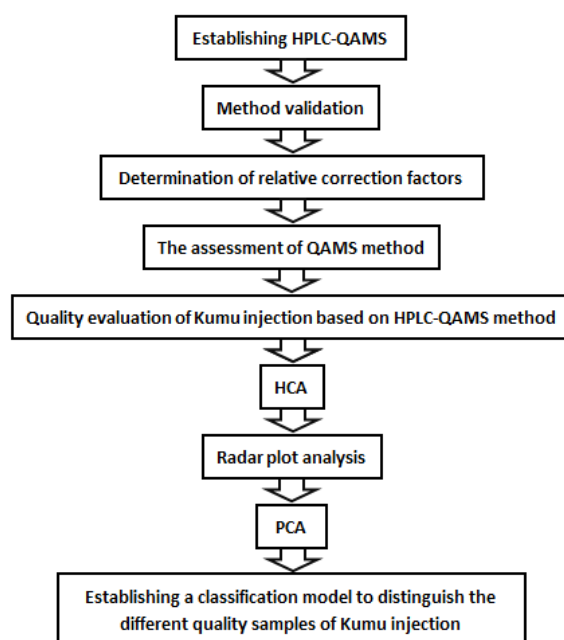 Establishing HPLC-QAMS
Method validation
Determination of relative correction factors
The assessment of QAMS method
Quality evaluation of Kumu injection based on HPLC-QAMS method
HCA
Radar plot analysis
PCA
Establishing a classification model to distinguish the
different quality samples of Kumu injection